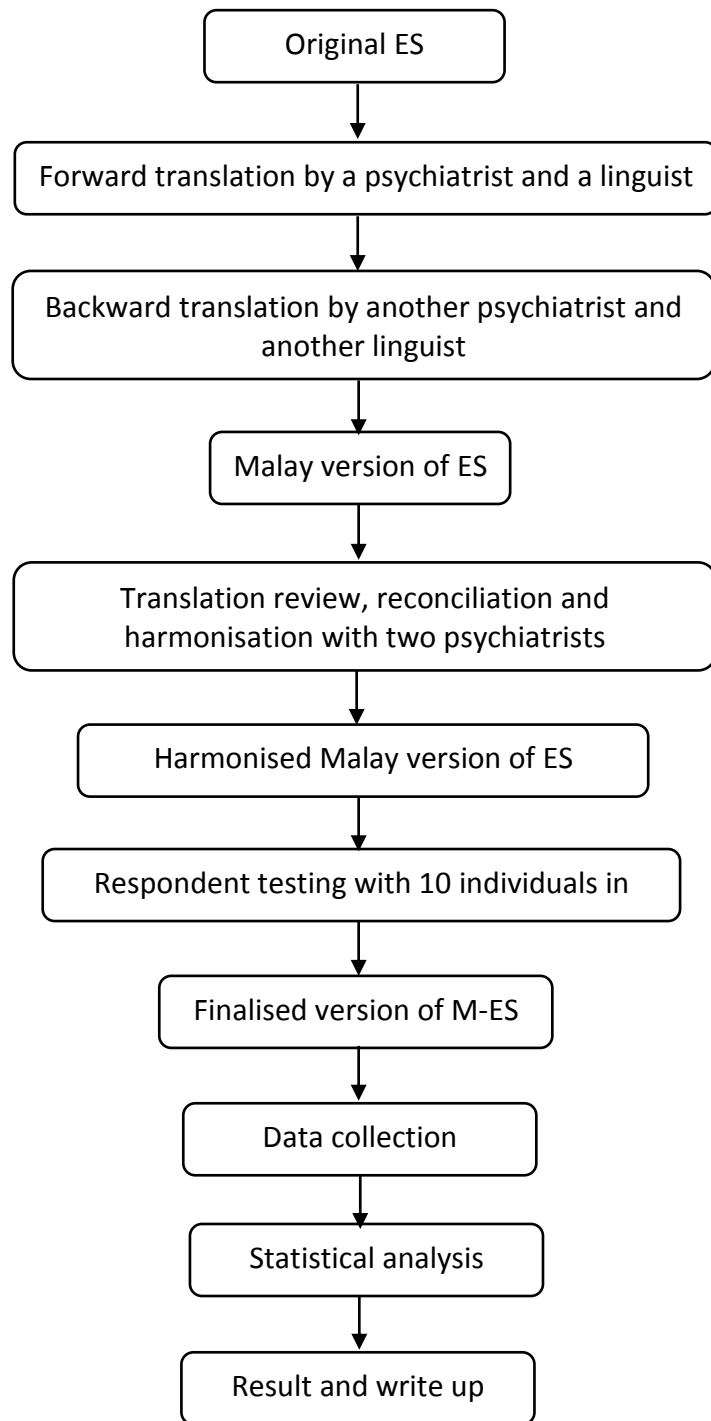 Original ES
Forward translation by a psychiatrist and a linguist
Backward translation by another psychiatrist and
another linguist
Malay version of ES
Translation review, reconciliation and
harmonisation with two psychiatrists
Harmonised Malay version of ES
Respondent testing with 10 individuals in
Finalised version of M-ES
Data collection
Statistical analysis
Result and write up